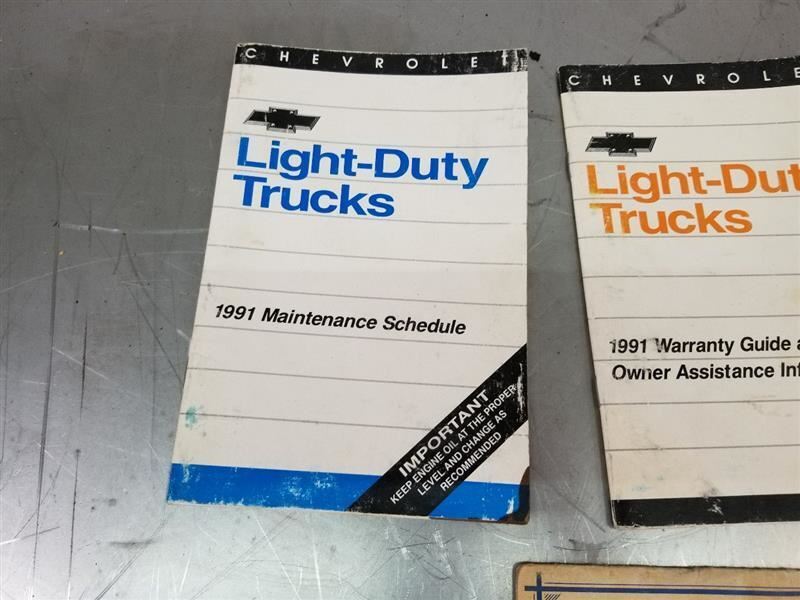 CHEVROLET
Light-Duty
Trucks
1991 Maintenance Schedule
IMPORTANT
KEEP ENGINE OIL AT THE PROPER
LEVEL AND CHANGE AS
RECOMMENDED
CHEVROLE
Light-Dut
Trucks
1991 Warranty Guide a
Owner Assistance Inf